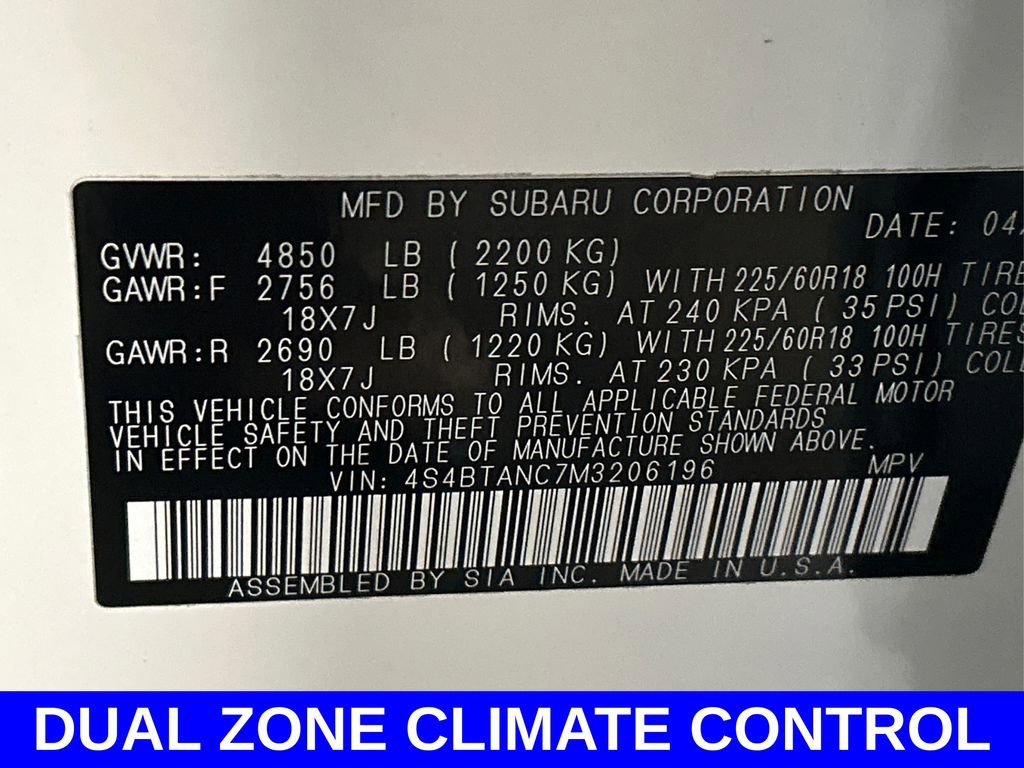 MFD BY SUBARU CORPORATION
DATE: 04/
GVWR: 4850 LB ( 2200 KG)
GAWR:F 2756 LB ( 1250 KG) WITH 225/60R18 100H TIRE
18X7J RIMS. AT 240 KPA ( 35 PSI) COL
GAWR:R 2690 LB ( 1220 KG) WITH 225/60R18 100H TIRES
18X7J RIMS. AT 230 KPA ( 33 PSI) COL
THIS VEHICLE CONFORMS TO ALL APPLICABLE FEDERAL MOTOR
VEHICLE SAFETY AND THEFT PREVENTION STANDARDS
IN EFFECT ON THE DATE OF MANUFACTURE SHOWN ABOVE.
VIN: 4S4BTANC7M3206196 MPV
ASSEMBLED BY SIA INC. MADE IN U.S.A.
DUAL ZONE CLIMATE CONTROL